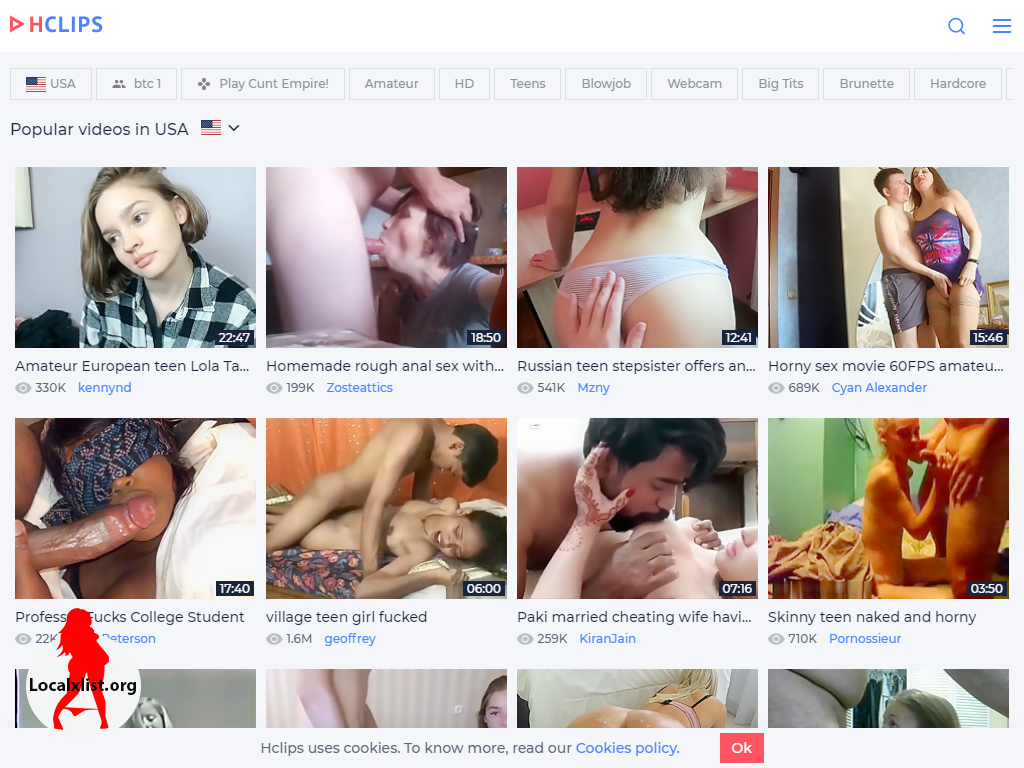 HCLIPS
USA
btc 1
Play Cunt Empire!
Amateur
HD
Teens
Blowjob
Webcam
Big Tits
Brunette
Hardcore
Popular videos in USA
22:47
18:50
12:41
15:46
Amateur European teen Lola Ta...
Homemade rough anal sex with...
Russian teen stepsister offers an...
Horny sex movie 60FPS amateu...
330K kennynd
199K Zosteattics
541K Mzny
689K Cyan Alexander
17:40
06:00
07:16
03:50
Fucks College Student
village teen girl fucked
Paki married cheating wife havi...
Skinny teen naked and horny
Peterson
1.6M geoffrey
259K KiranJain
710K Pornossieur
Localxlist.org
Hclips uses cookies. To know more, read our Cookies policy.
Ok